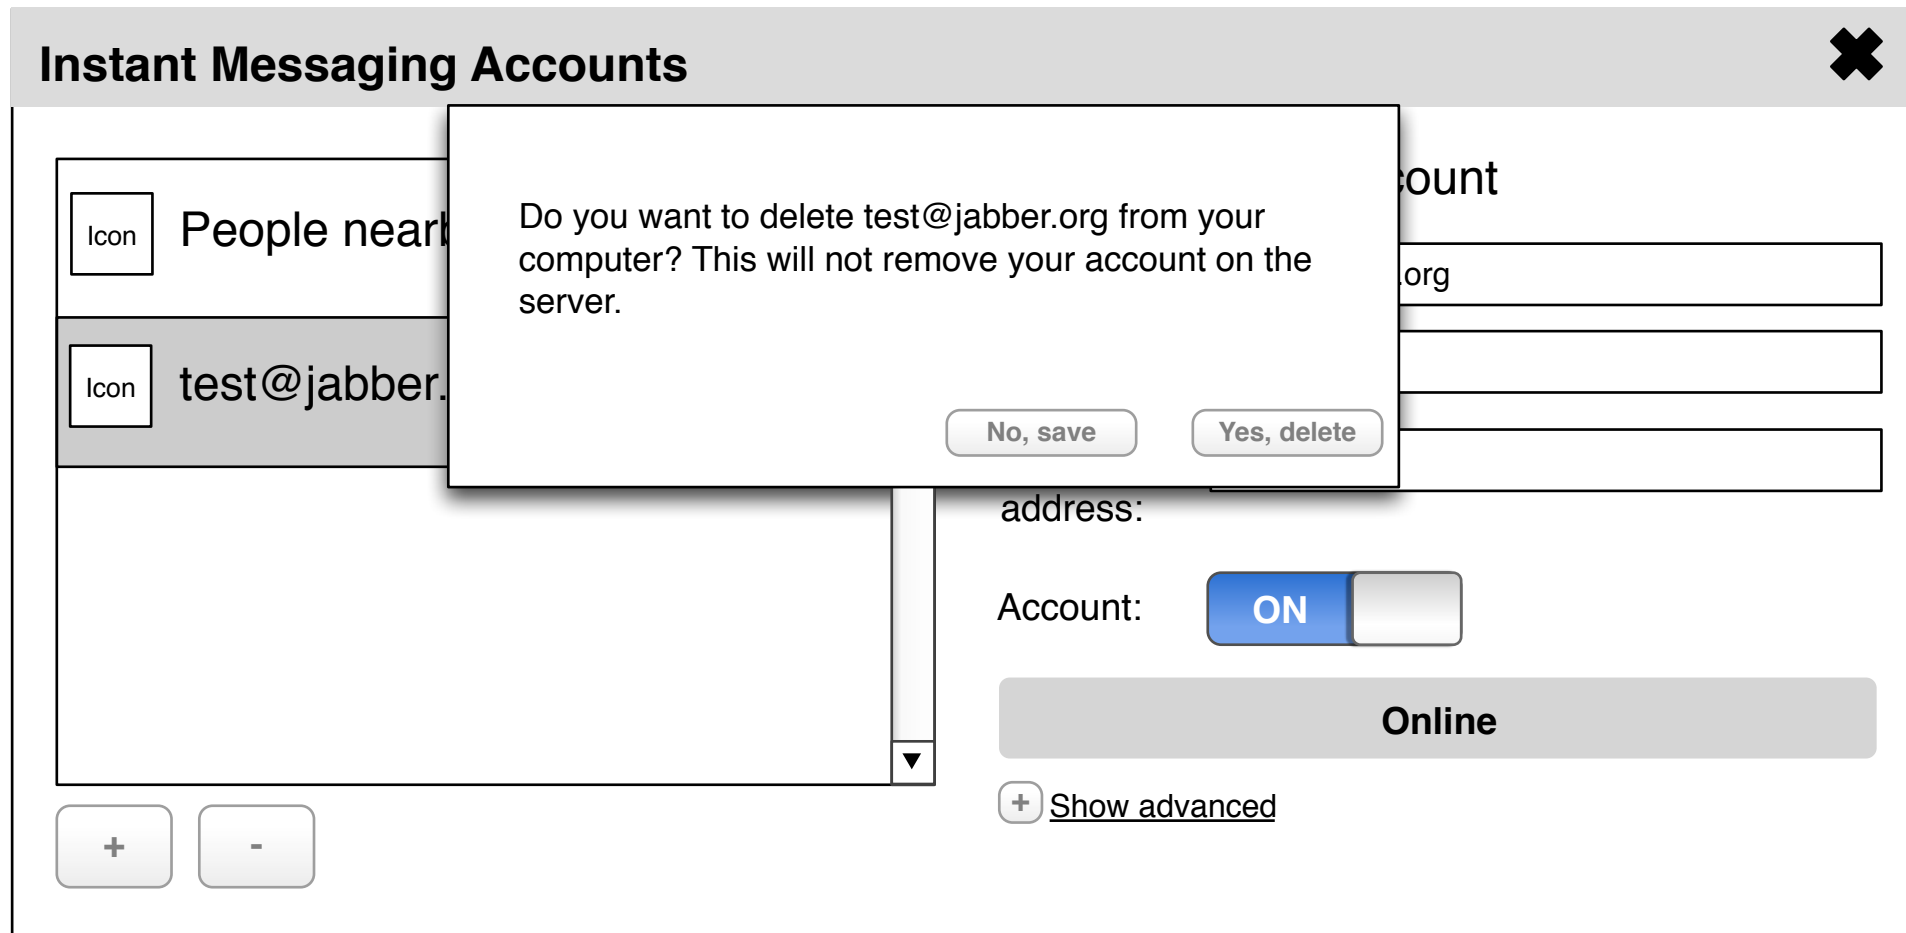 Instant Messaging Accounts
Icon
People nearb
Icon
test@jabber.
Do you want to delete test@jabber.org from your
computer? This will not remove your account on the
server.
No, save
Yes, delete
count
.org
address:
Account:
ON
Online
+
Show advanced
+
-